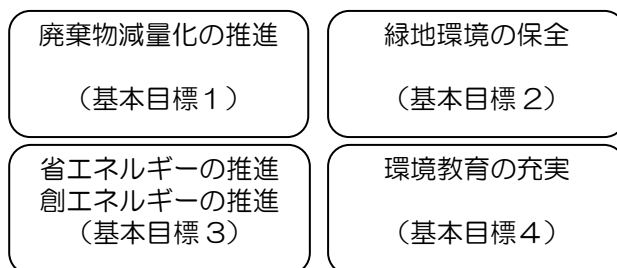 廃棄物減量化の推進
（基本目標１）
緑地環境の保全
（基本目標２）
省エネルギーの推進
創エネルギーの推進
（基本目標３）
環境教育の充実
（基本目標４）